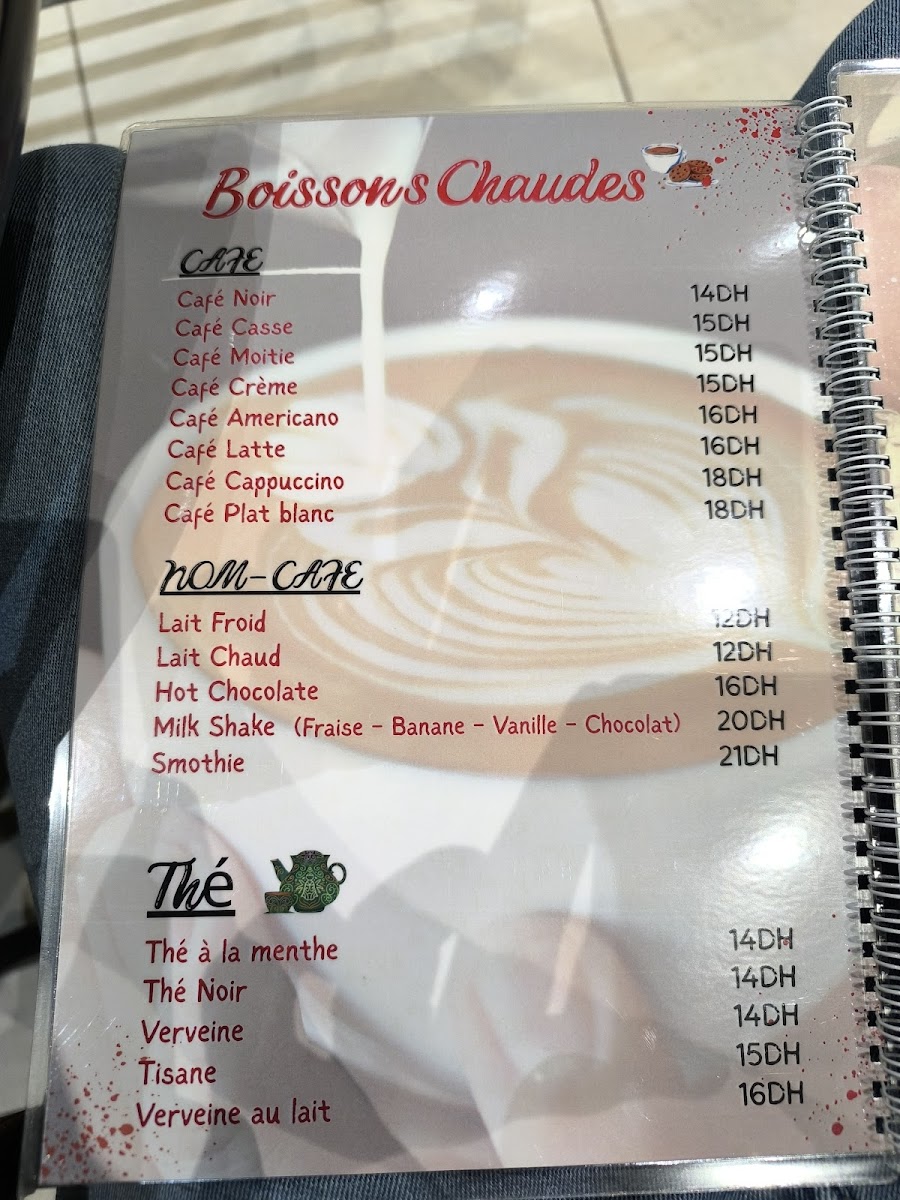 Boissons Chaudes
CAFE
Café Noir 14DH
Café Casse 15DH
Café Moitie 15DH
Café Crème 15DH
Café Americano 16DH
Café Latte 16DH
Café Cappuccino 18DH
Café Plat blanc 18DH
NOM-CAFE
Lait Froid 12DH
Lait Chaud 12DH
Hot Chocolate 16DH
Milk Shake (Fraise - Banane - Vanille - Chocolat) 20DH
Smothie 21DH
Thé
Thé à la menthe 14DH
Thé Noir 14DH
Verveine 14DH
Tisane 15DH
Verveine au lait 16DH